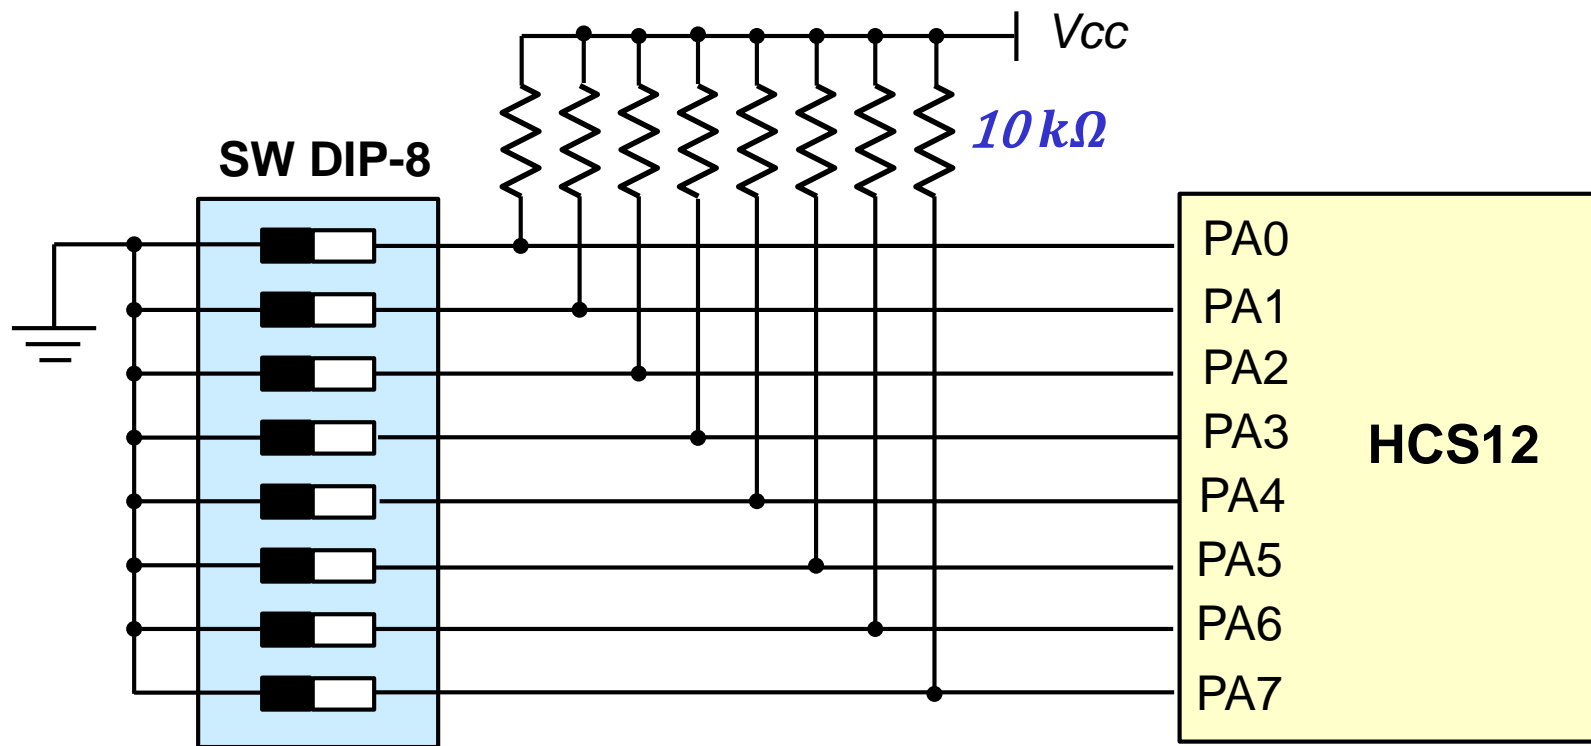 Vcc
10 kΩ
SW DIP-8
PA0
PA1
PA2
PA3
HCS12
PA4
PA5
PA6
PA7